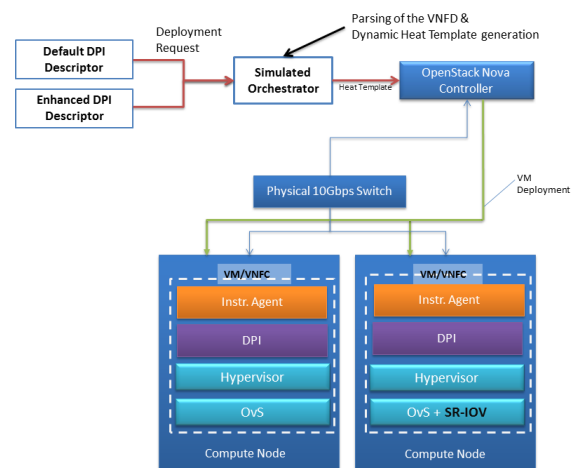 Parsing of the VNFD &
Dynamic Heat Template generation
Deployment
Request
Default DPI
Descriptor
Enhanced DPI
Descriptor
Simulated
Orchestrator
Heat Template
OpenStack Nova
Controller
Physical 10Gbps Switch
VM
Deployment
VM/VNFC
Instr. Agent
DPI
Hypervisor
OvS
Compute Node
VM/VNFC
Instr. Agent
DPI
Hypervisor
OvS + SR-IOV
Compute Node